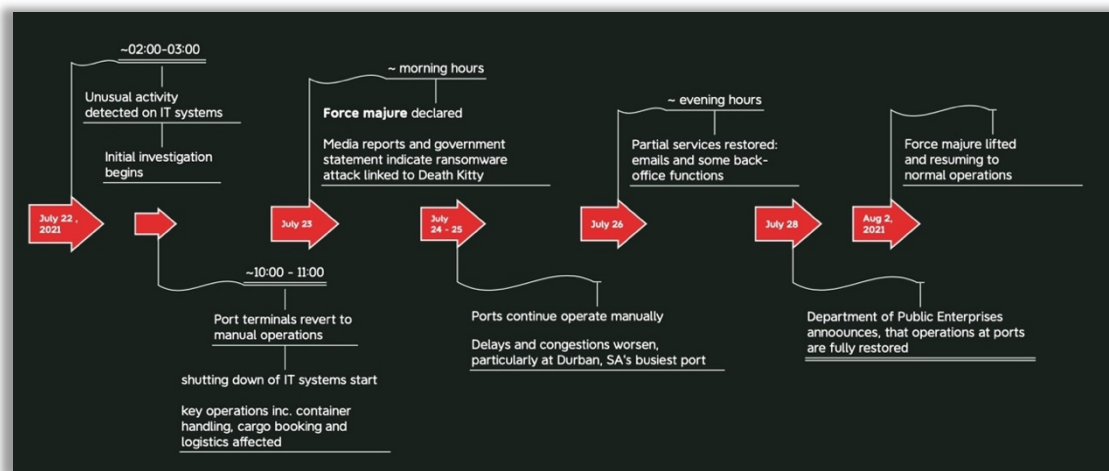 ~02:00-03:00
Unusual activity
detected on IT systems
Initial investigation
begins
July 22 ,
2021
~10:00 - 11:00
Port terminals revert to
manual operations
shutting down of IT systems start
key operations inc. container
handling, cargo booking and
logistics affected
~ morning hours
Force majure declared
Media reports and government
statement indicate ransomware
attack linked to Death Kitty
July 23
July
24 - 25
Ports continue operate manually
Delays and congestions worsen,
particularly at Durban, SA's busiest port
~ evening hours
Partial services restored:
emails and some back-
office functions
July 26
July 28
Department of Public Enterprises
annoounces, that operations at ports
are fully restored
Force majure lifted
and resuming to
normal operations
Aug 2,
2021